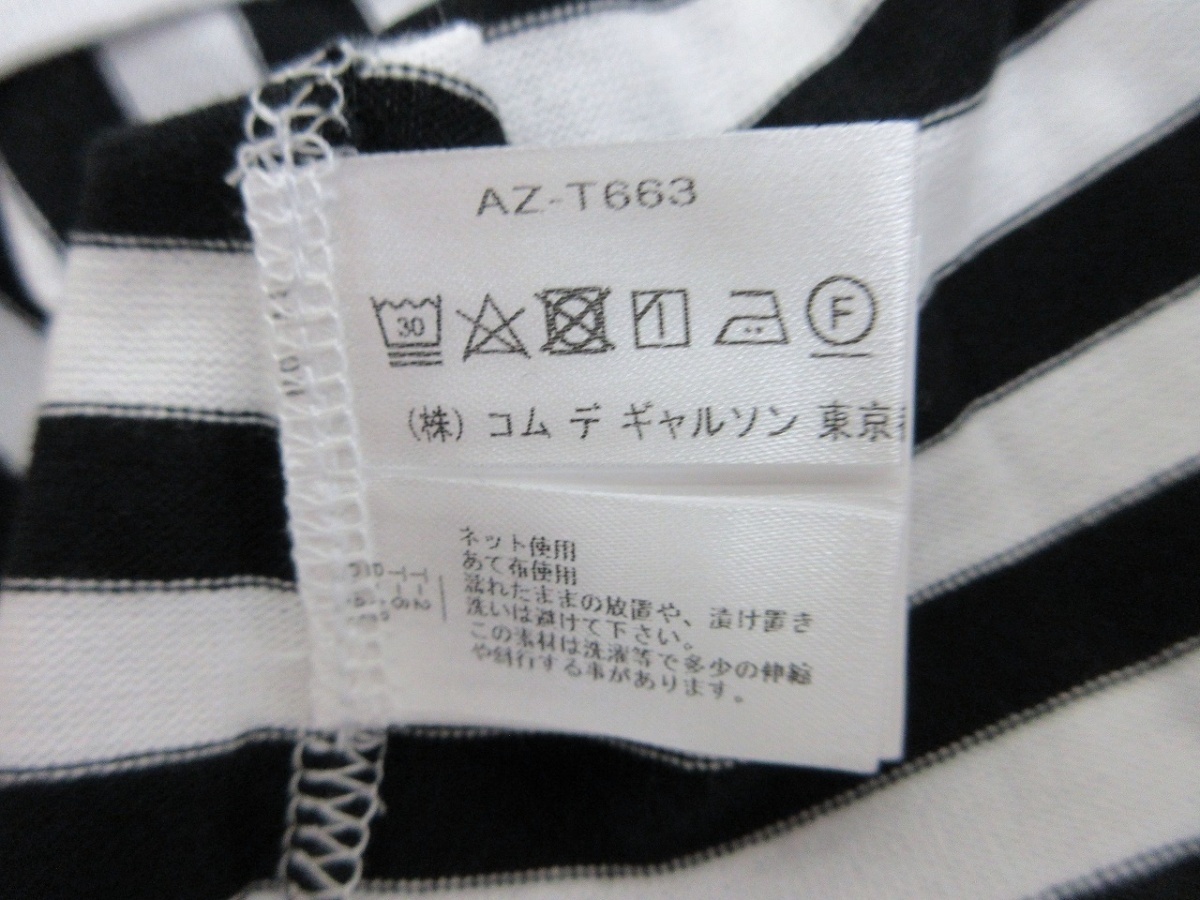 AZ-T663
30
F
(株) コム デ ギャルソン 東京
ネット使用
あて布使用
濡れたままの放置や、漬け置き
洗いは避けて下さい。
この素材は洗濯等で多少の伸縮
や斜行する事があります。